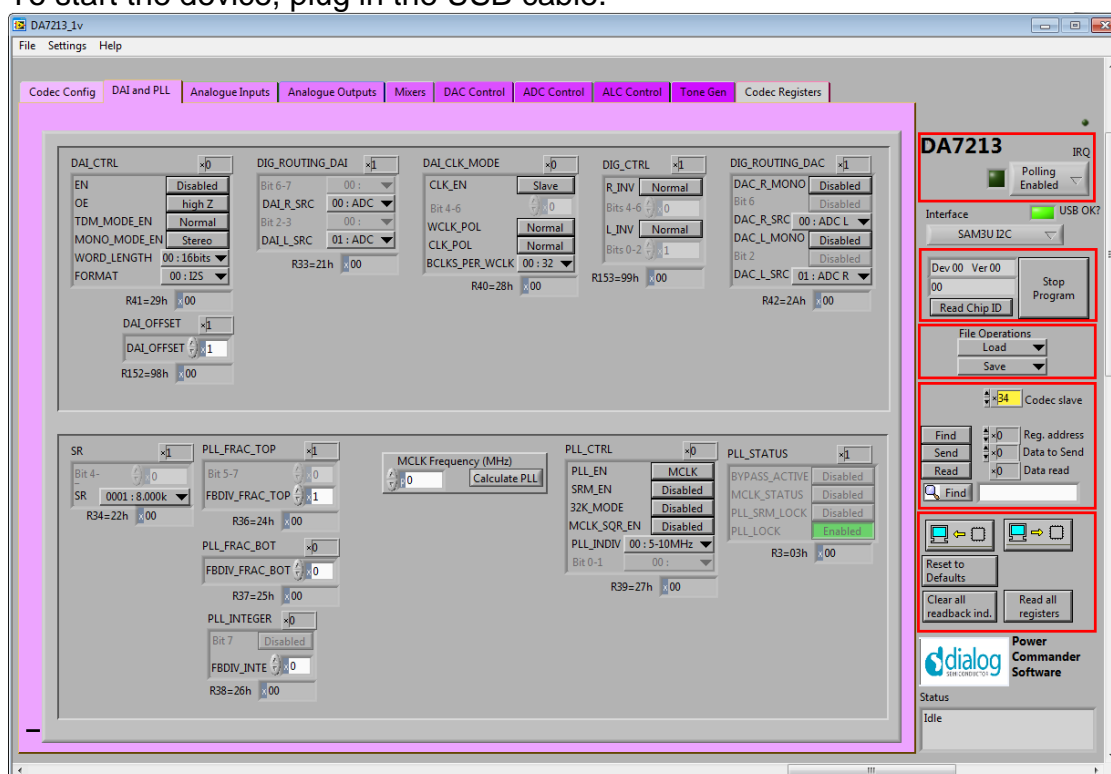 To start the device, plug in the USB cable.
DA7213_1v
File Settings Help
Codec Config DAI and PLL Analogue Inputs Analogue Outputs Mixers DAC Control ADC Control ALC Control Tone Gen Codec Registers
DAI_CTRL x0
EN Disabled
OE high Z
TDM_MODE_EN Normal
MONO_MODE_EN Stereo
WORD_LENGTH 00 : 16bits
FORMAT 00 : I2S
R41=29h x00
DAI_OFFSET x1
DAI_OFFSET x1
R152=98h x00
DIG_ROUTING_DAI x1
Bit 6-7 00 :
DAI_R_SRC 00 : ADC
Bit 2-3 00 :
DAI_L_SRC 01 : ADC
R33=21h x00
DAI_CLK_MODE x0
CLK_EN Slave
Bit 4-6 x0
WCLK_POL Normal
CLK_POL Normal
BCLKS_PER_WCLK 00 : 32
R40=28h x00
DIG_CTRL x1
R_INV Normal
Bits 4-6 x0
L_INV Normal
Bits 0-2 x1
R153=99h x00
DIG_ROUTING_DAC x1
DAC_R_MONO Disabled
Bit 6 Disabled
DAC_R_SRC 00 : ADC L
DAC_L_MONO Disabled
Bit 2 Disabled
DAC_L_SRC 01 : ADC R
R42=2Ah x00
SR x1
Bit 4-
SR 0001 : 8.000k
R34=22h x00
PLL_FRAC_TOP x1
Bit 5-7 x0
FBDIV_FRAC_TOP x1
R36=24h x00
PLL_FRAC_BOT x0
FBDIV_FRAC_BOT x0
R37=25h x00
PLL_INTEGER x0
Bit 7 Disabled
FBDIV_INTE x0
R38=26h x00
MCLK Frequency (MHz)
0 Calculate PLL
PLL_CTRL x0
PLL_EN MCLK
SRM_EN Disabled
32K_MODE Disabled
MCLK_SQR_EN Disabled
PLL_INDIV 00 : 5-10MHz
Bit 0-1 00 :
R39=27h x00
PLL_STATUS x1
BYPASS_ACTIVE Disabled
MCLK_STATUS Disabled
PLL_SRM_LOCK Disabled
PLL_LOCK Enabled
R3=03h x00
DA7213 IRQ
Polling
Enabled
Interface USB OK?
SAM3U I2C
Dev 00 Ver 00
00
Read Chip ID
Stop
Program
File Operations
Load
Save
x34 Codec slave
Find x0 Reg. address
Send x0 Data to Send
Read x0 Data read
Find
Reset to
Defaults
Clear all
readback ind.
Read all
registers
dialog
SEMICONDUCTOR
Power
Commander
Software
Status
Idle